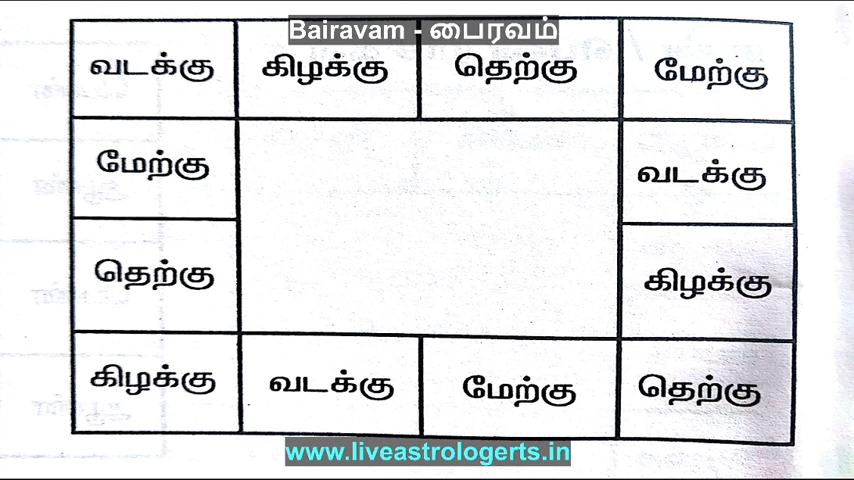 Bairavam - பைரவம்
வடக்கு கிழக்கு தெற்கு மேற்கு
மேற்கு வடக்கு
தெற்கு கிழக்கு
கிழக்கு வடக்கு மேற்கு தெற்கு
www.liveastrologerts.in